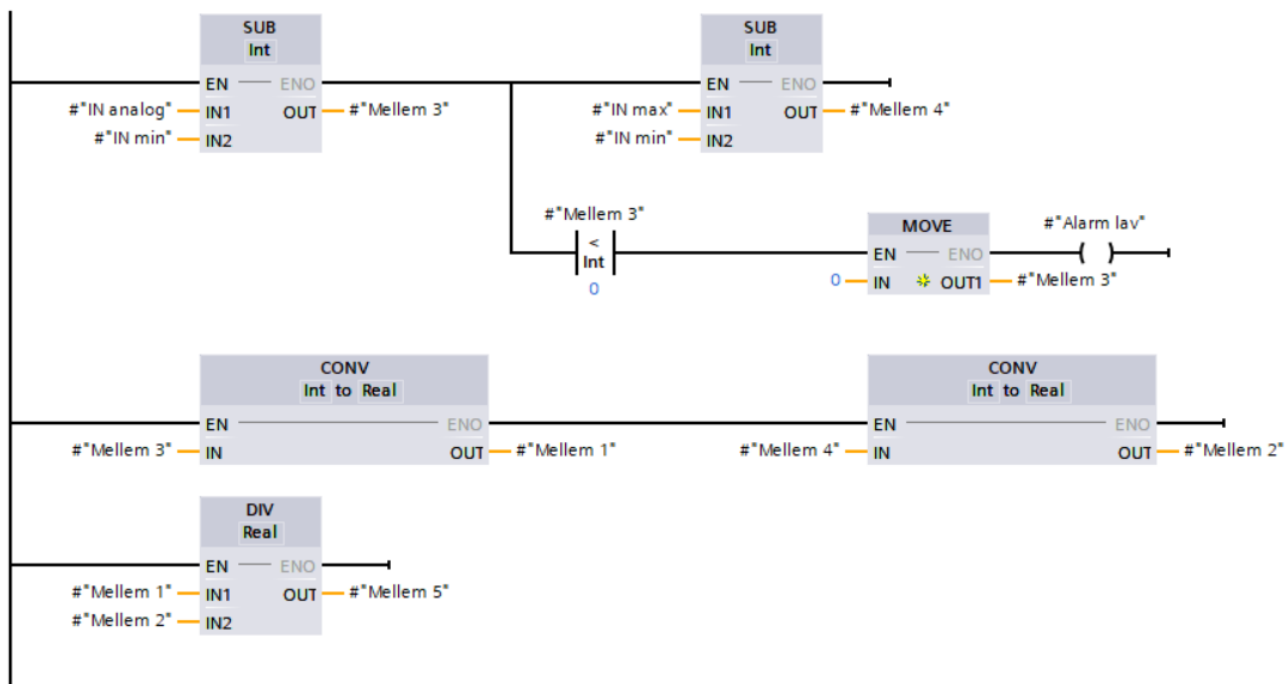 SUB SUB
Int Int
EN ENO EN ENO
#"IN analog" IN1 OUT #"Mellem 3" #"IN max" IN1 OUT #"Mellem 4"
#"IN min" IN2 #"IN min" IN2
#"Mellem 3" MOVE #"Alarm lav"
<
Int EN ENO
0 0 IN OUT1 #"Mellem 3"
CONV CONV
Int to Real Int to Real
EN ENO EN ENO
#"Mellem 3" IN OUT #"Mellem 1" #"Mellem 4" IN OUT #"Mellem 2"
DIV
Real
EN ENO
#"Mellem 1" IN1 OUT #"Mellem 5"
#"Mellem 2" IN2